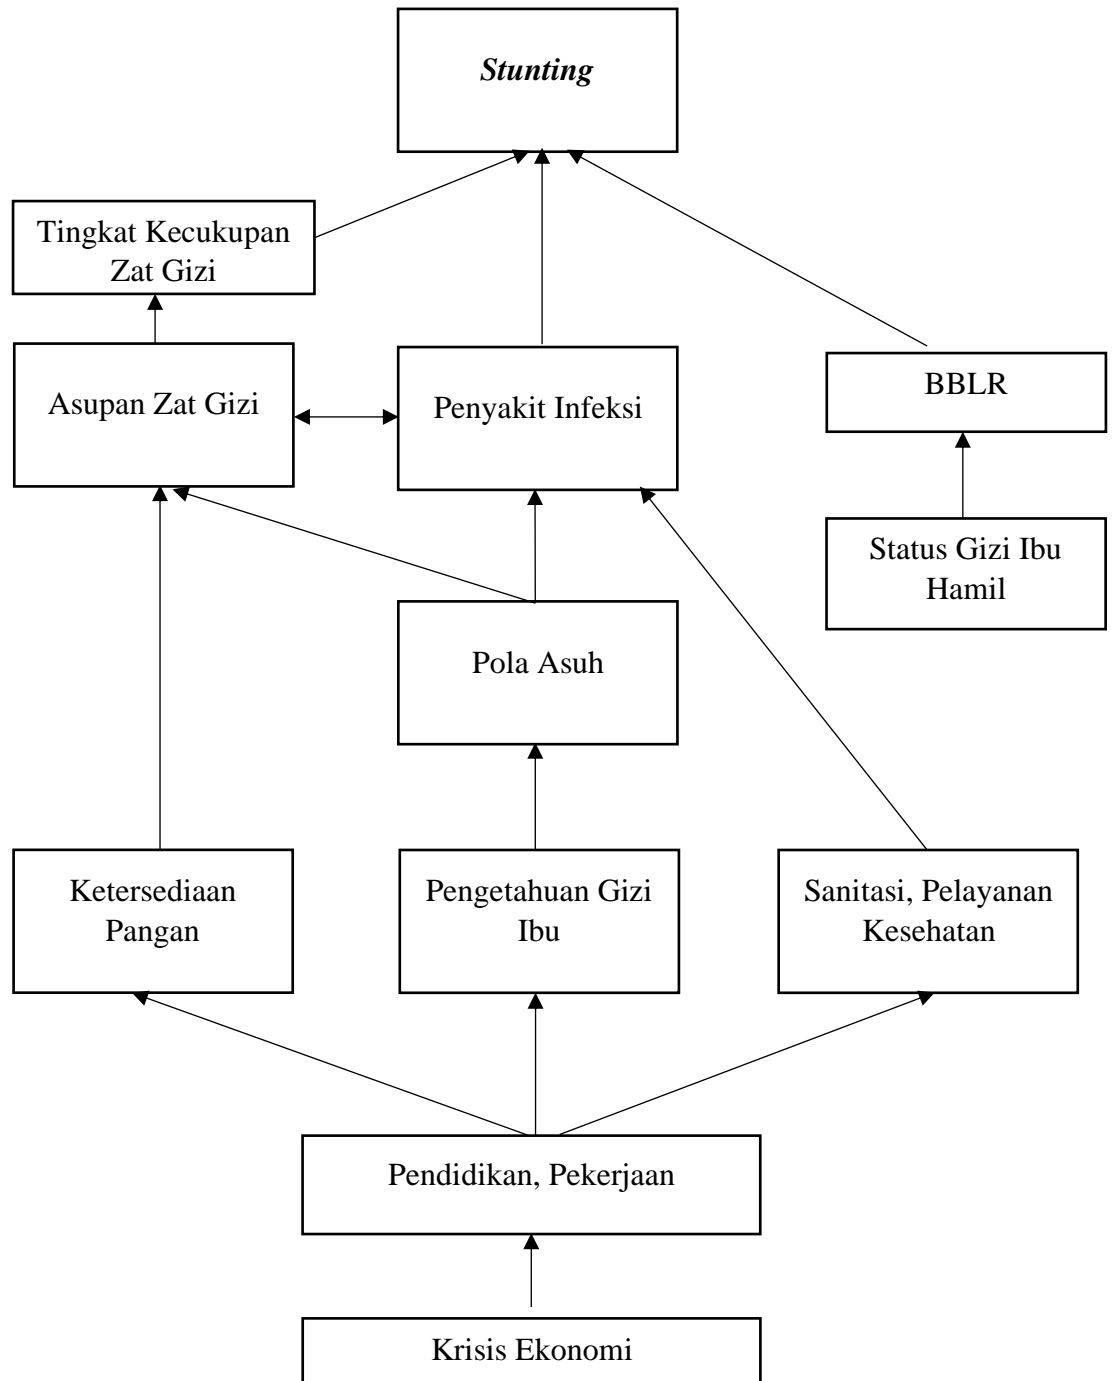 Stunting
Tingkat Kecukupan
Zat Gizi
Asupan Zat Gizi
Penyakit Infeksi
BBLR
Status Gizi Ibu
Hamil
Pola Asuh
Ketersediaan
Pangan
Pengetahuan Gizi
Ibu
Sanitasi, Pelayanan
Kesehatan
Pendidikan, Pekerjaan
Krisis Ekonomi